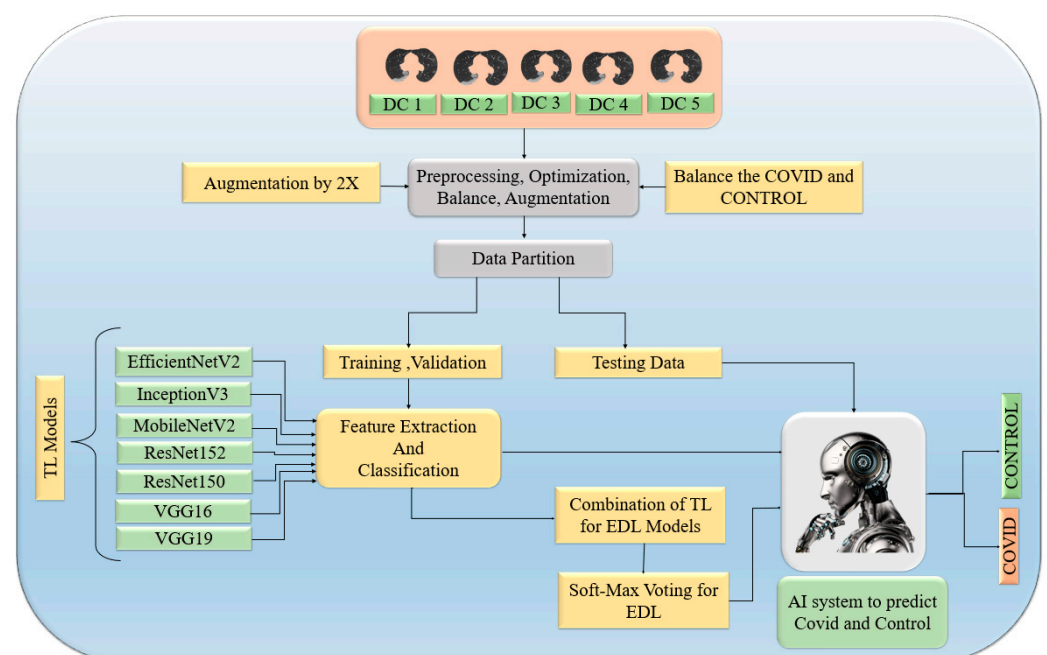 DC 1
DC 2
DC 3
DC 4
DC 5
Augmentation by 2X
Preprocessing, Optimization,
Balance, Augmentation
Balance the COVID and
CONTROL
Data Partition
Training ,Validation
Testing Data
TL Models
EfficientNetV2
InceptionV3
MobileNetV2
ResNet152
ResNet150
VGG16
VGG19
Feature Extraction
And
Classification
Combination of TL
for EDL Models
Soft-Max Voting for
EDL
AI system to predict
Covid and Control
CONTROL
COVID